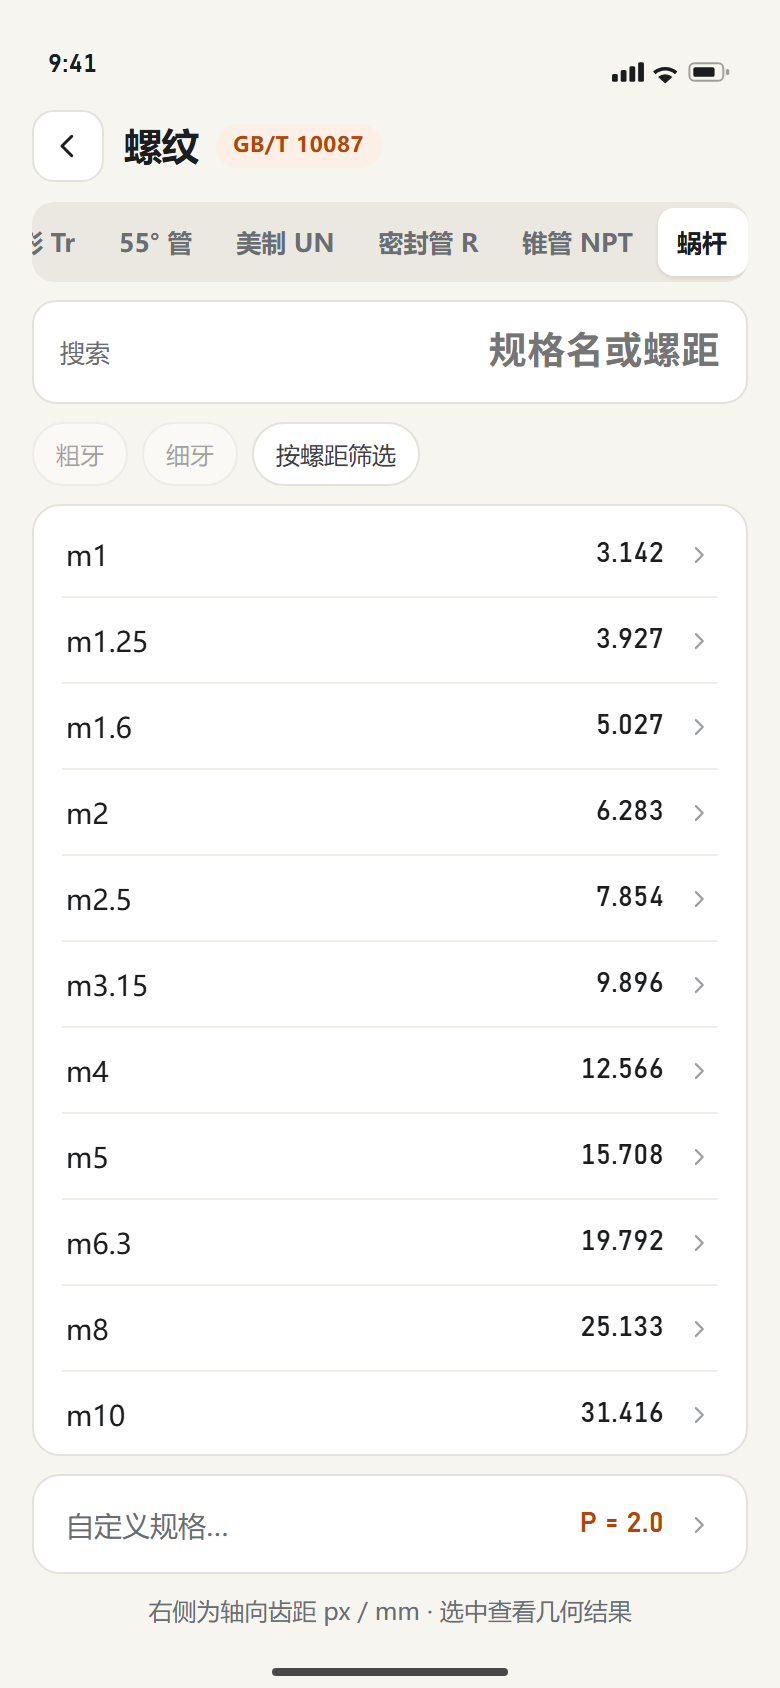 9:41
螺纹 GB/T 10087
Tr 55° 管 美制 UN 密封管 R 锥管 NPT 蜗杆
搜索 规格名或螺距
粗牙 细牙 按螺距筛选
m1 3.142
m1.25 3.927
m1.6 5.027
m2 6.283
m2.5 7.854
m3.15 9.896
m4 12.566
m5 15.708
m6.3 19.792
m8 25.133
m10 31.416
自定义规格... P = 2.0
右侧为轴向齿距 px / mm · 选中查看几何结果